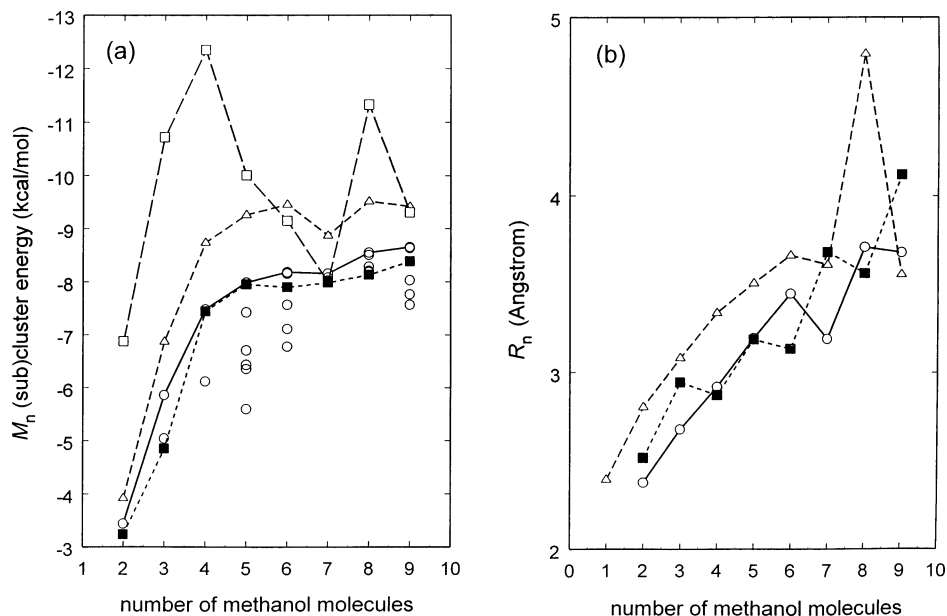 (a)
-13
-12
-11
-10
-9
-8
-7
-6
-5
-4
-3
1 2 3 4 5 6 7 8 9 10
Mn (sub)cluster energy (kcal/mol)
number of methanol molecules
(b)
5
4
3
2
0 1 2 3 4 5 6 7 8 9 10
Rn (Angstrom)
number of methanol molecules